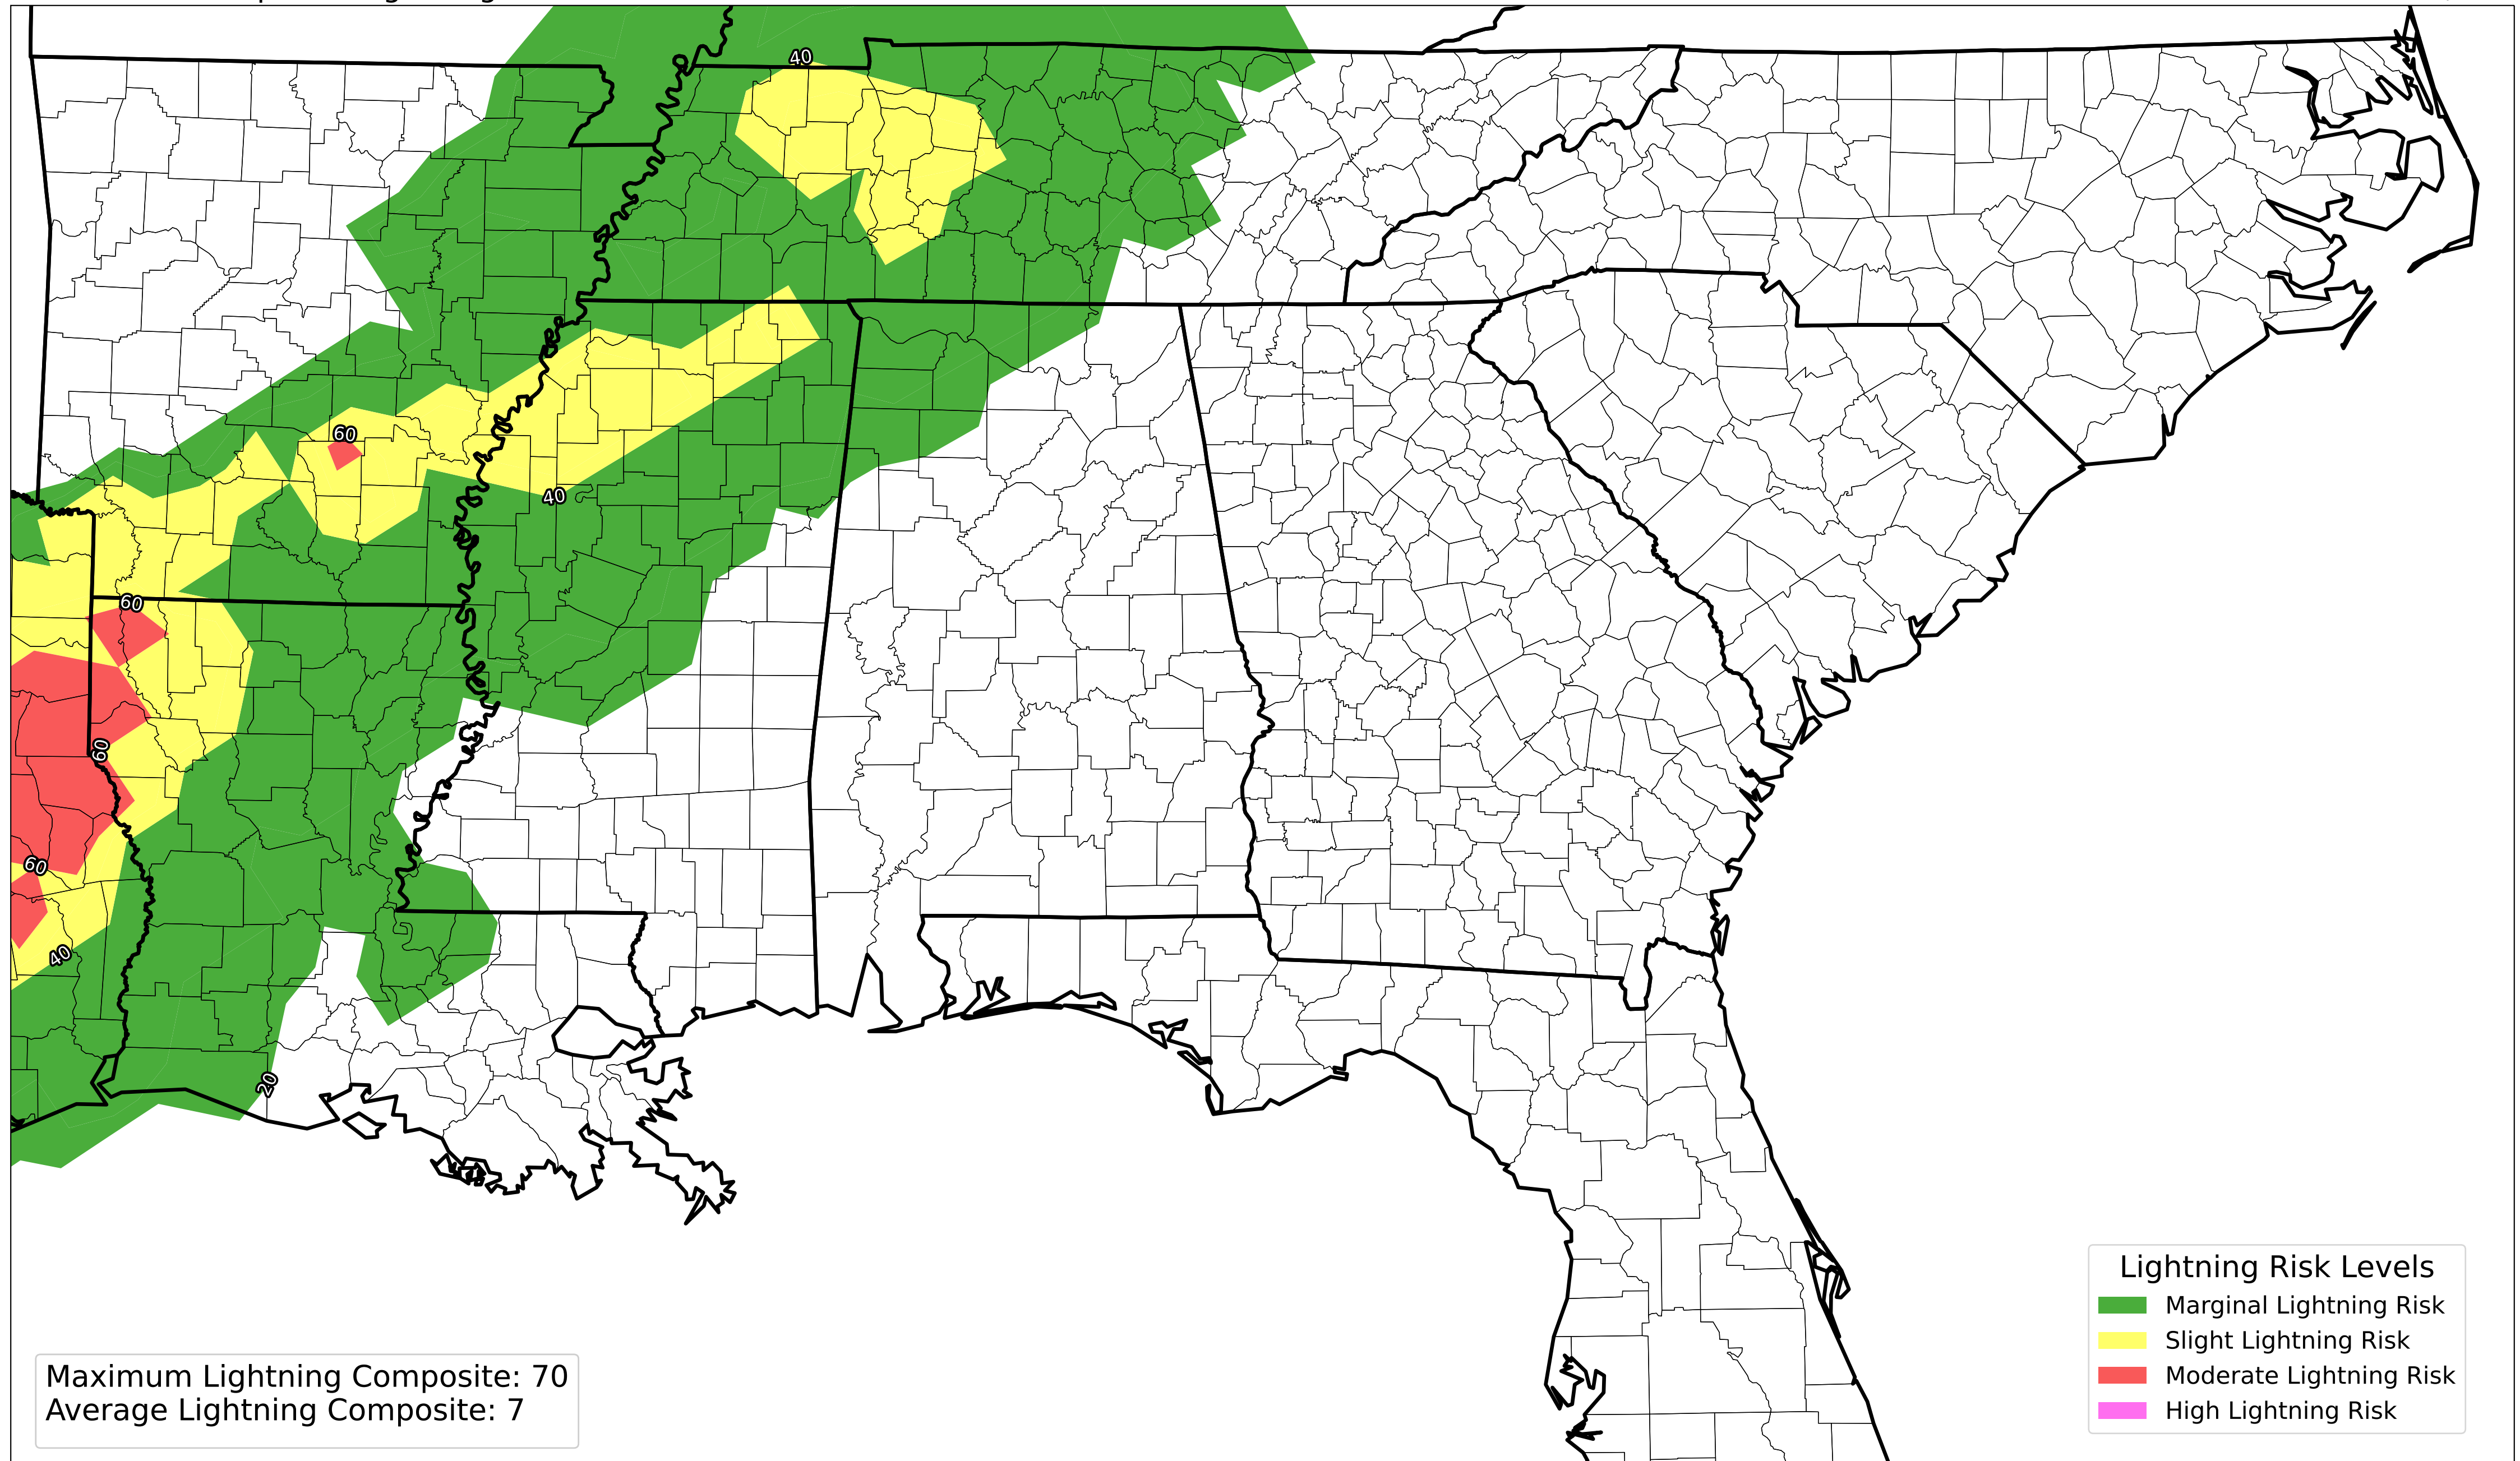 40
60
40
60
60
60
40
20
Lightning Risk Levels
Marginal Lightning Risk
Slight Lightning Risk
Moderate Lightning Risk
High Lightning Risk
Maximum Lightning Composite: 70
Average Lightning Composite: 7